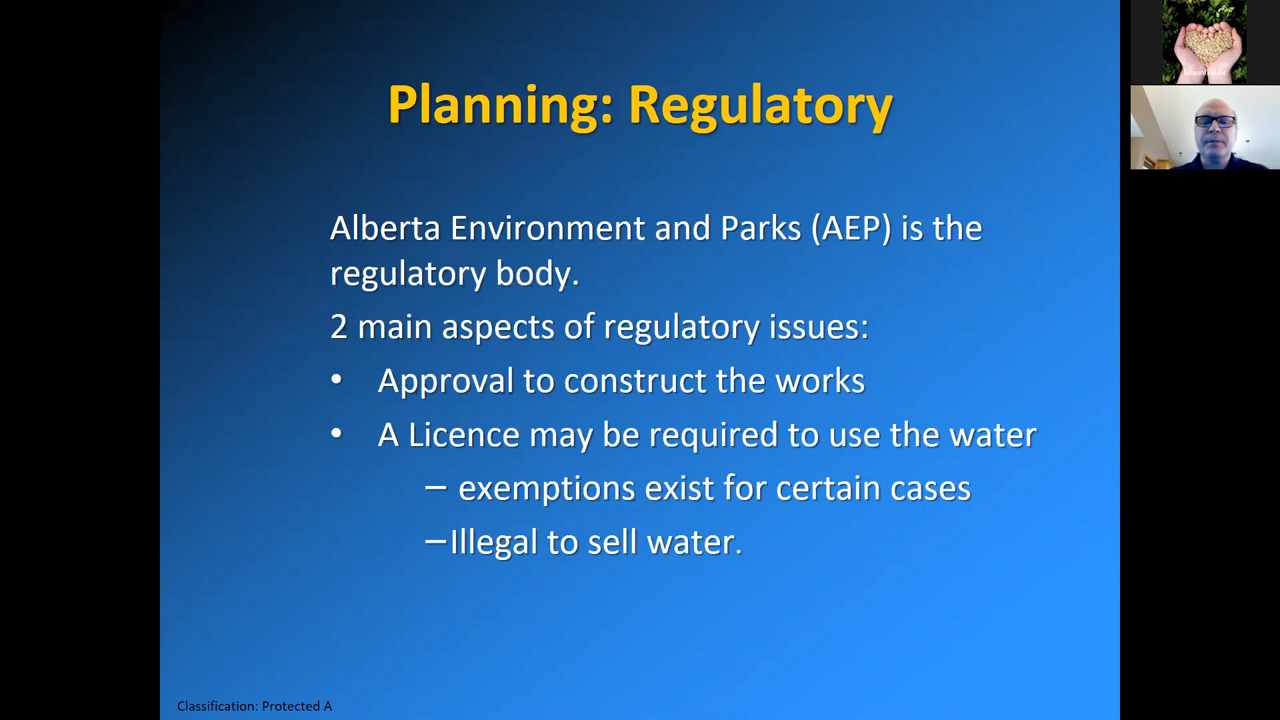 Planning: Regulatory
Alberta Environment and Parks (AEP) is the
regulatory body.
2 main aspects of regulatory issues:
• Approval to construct the works
• A Licence may be required to use the water
– exemptions exist for certain cases
–Illegal to sell water.
Classification: Protected A